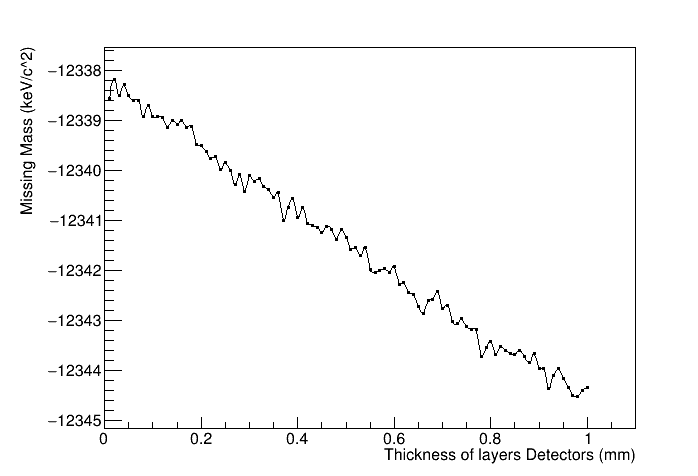 Missing Mass (keV/c^2)
−12338
−12339
−12340
−12341
−12342
−12343
−12344
−12345
0 0.2 0.4 0.6 0.8 1
Thickness of layers Detectors (mm)